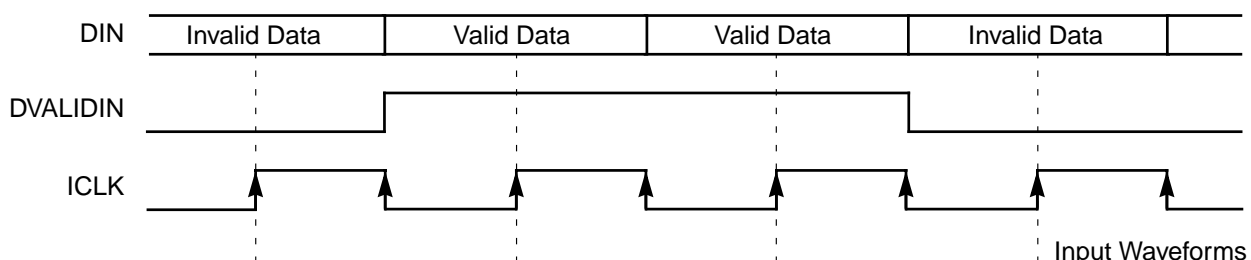 DIN Invalid Data Valid Data Valid Data Invalid Data
DVALIDIN
ICLK
Input Waveforms